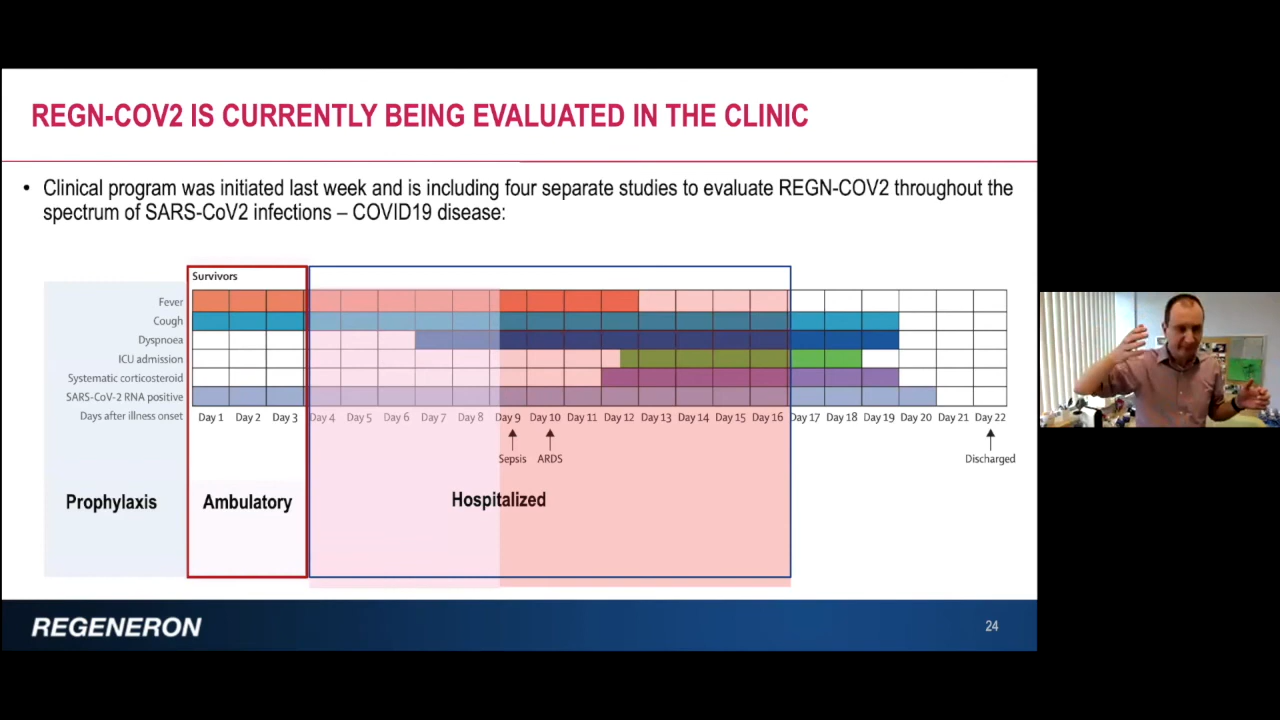 REGN-COV2 IS CURRENTLY BEING EVALUATED IN THE CLINIC
• Clinical program was initiated last week and is including four separate studies to evaluate REGN-COV2 throughout the
spectrum of SARS-CoV2 infections – COVID19 disease:
Survivors
Fever
Cough
Dyspnoea
ICU admission
Systematic corticosteroid
SARS-CoV-2 RNA positive
Days after illness onset Day 1 Day 2 Day 3 Day 4 Day 5 Day 6 Day 7 Day 8 Day 9 Day 10 Day 11 Day 12 Day 13 Day 14 Day 15 Day 16 Day 17 Day 18 Day 19 Day 20 Day 21 Day 22
Sepsis ARDS Discharged
Prophylaxis Ambulatory Hospitalized
REGENERON 24